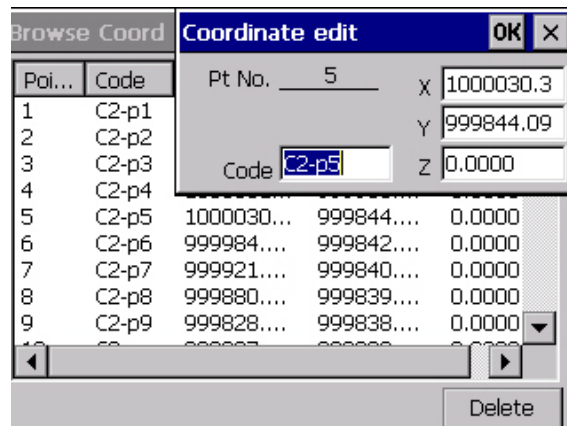 Browse Coord
Coordinate edit OK ×
Pt No. 5
X 1000030.3
Y 999844.09
Code C2-p5
Z 0.0000
Poi... Code
1 C2-p1
2 C2-p2
3 C2-p3
4 C2-p4
5 C2-p5 1000030... 999844.... 0.0000
6 C2-p6 999984.... 999842.... 0.0000
7 C2-p7 999921.... 999840.... 0.0000
8 C2-p8 999880.... 999839.... 0.0000
9 C2-p9 999828.... 999838.... 0.0000
Delete